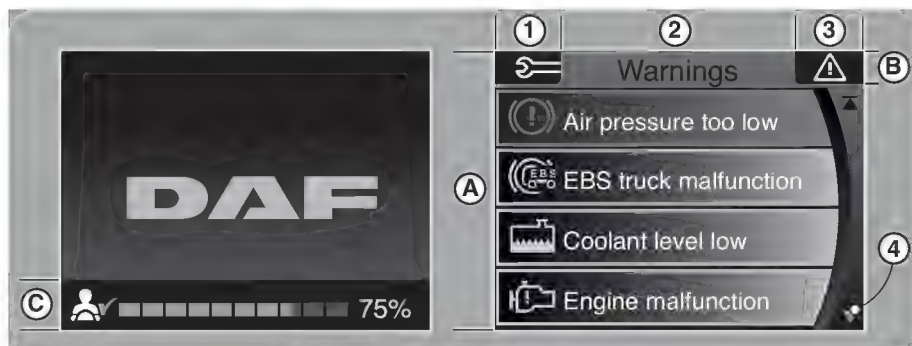 1 2 3
Warnings B
Air pressure too low
DAF A EBS EBS truck malfunction
Coolant level low
4
C 75% Engine malfunction